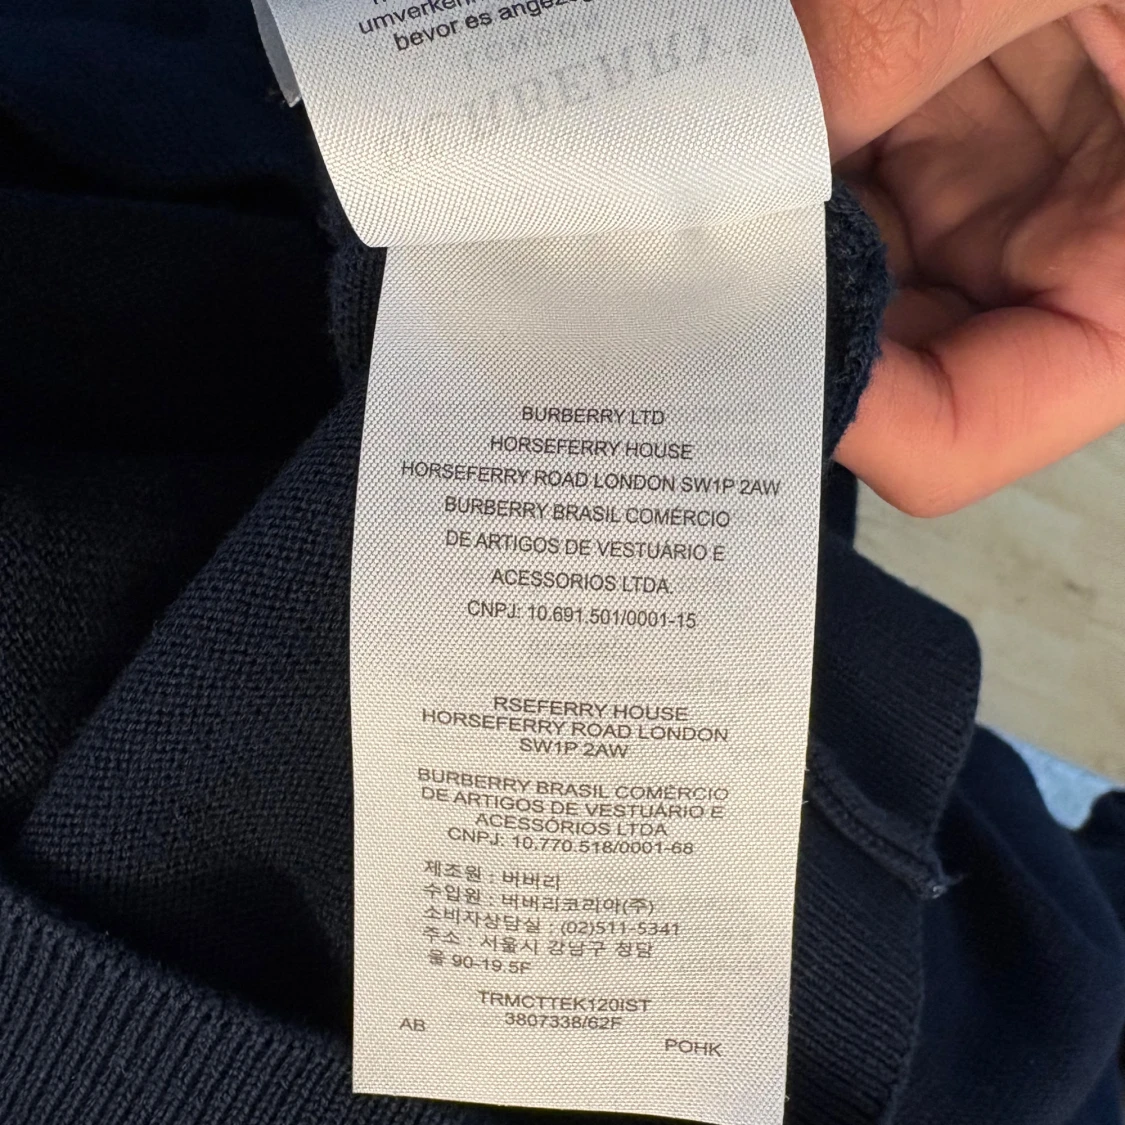 bevor es
BURBERRY LTD
HORSEFERRY HOUSE
HORSEFERRY ROAD LONDON SW1P 2AW
BURBERRY BRASIL COMERCIO
DE ARTIGOS DE VESTUÁRIO E
ACESSORIOS LTDA.
CNPJ: 10.691.501/0001-15
RSEFERRY HOUSE
HORSEFERRY ROAD LONDON
SW1P 2AW
BURBERRY BRASIL COMÉRCIO
DE ARTIGOS DE VESTUÁRIO E
ACESSÓRIOS LTDA
CNPJ: 10.770.518/0001-68
제조원 : 버버리
수입원 : 버버리코리아(주)
소비자상담실 : (02)511-5341
주소 : 서울시 강남구 청담
울 90-19.5F
TRMCTTEK120IST
3807338/62F
AB
POHK